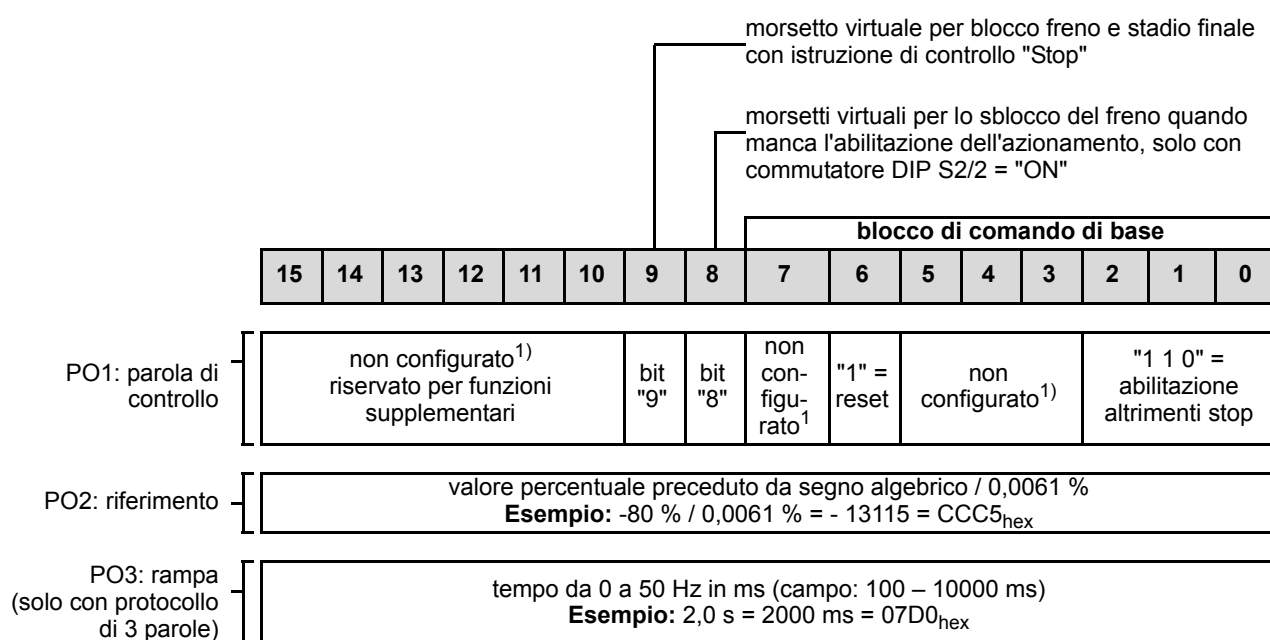 morsetto virtuale per blocco freno e stadio finale
con istruzione di controllo "Stop"
morsetti virtuali per lo sblocco del freno quando
manca l'abilitazione dell'azionamento, solo con
commutatore DIP S2/2 = "ON"
blocco di comando di base
15 14 13 12 11 10 9 8 7 6 5 4 3 2 1 0
PO1: parola di
controllo
non configurato1)
riservato per funzioni
supplementari
bit
"9"
bit
"8"
non
con-
figu-
rato1
"1" =
reset
non
configurato1)
"1 1 0" =
abilitazione
altrimenti stop
PO2: riferimento
valore percentuale preceduto da segno algebrico / 0,0061 %
Esempio: -80 % / 0,0061 % = - 13115 = CCC5hex
PO3: rampa
(solo con protocollo
di 3 parole)
tempo da 0 a 50 Hz in ms (campo: 100 – 10000 ms)
Esempio: 2,0 s = 2000 ms = 07D0hex